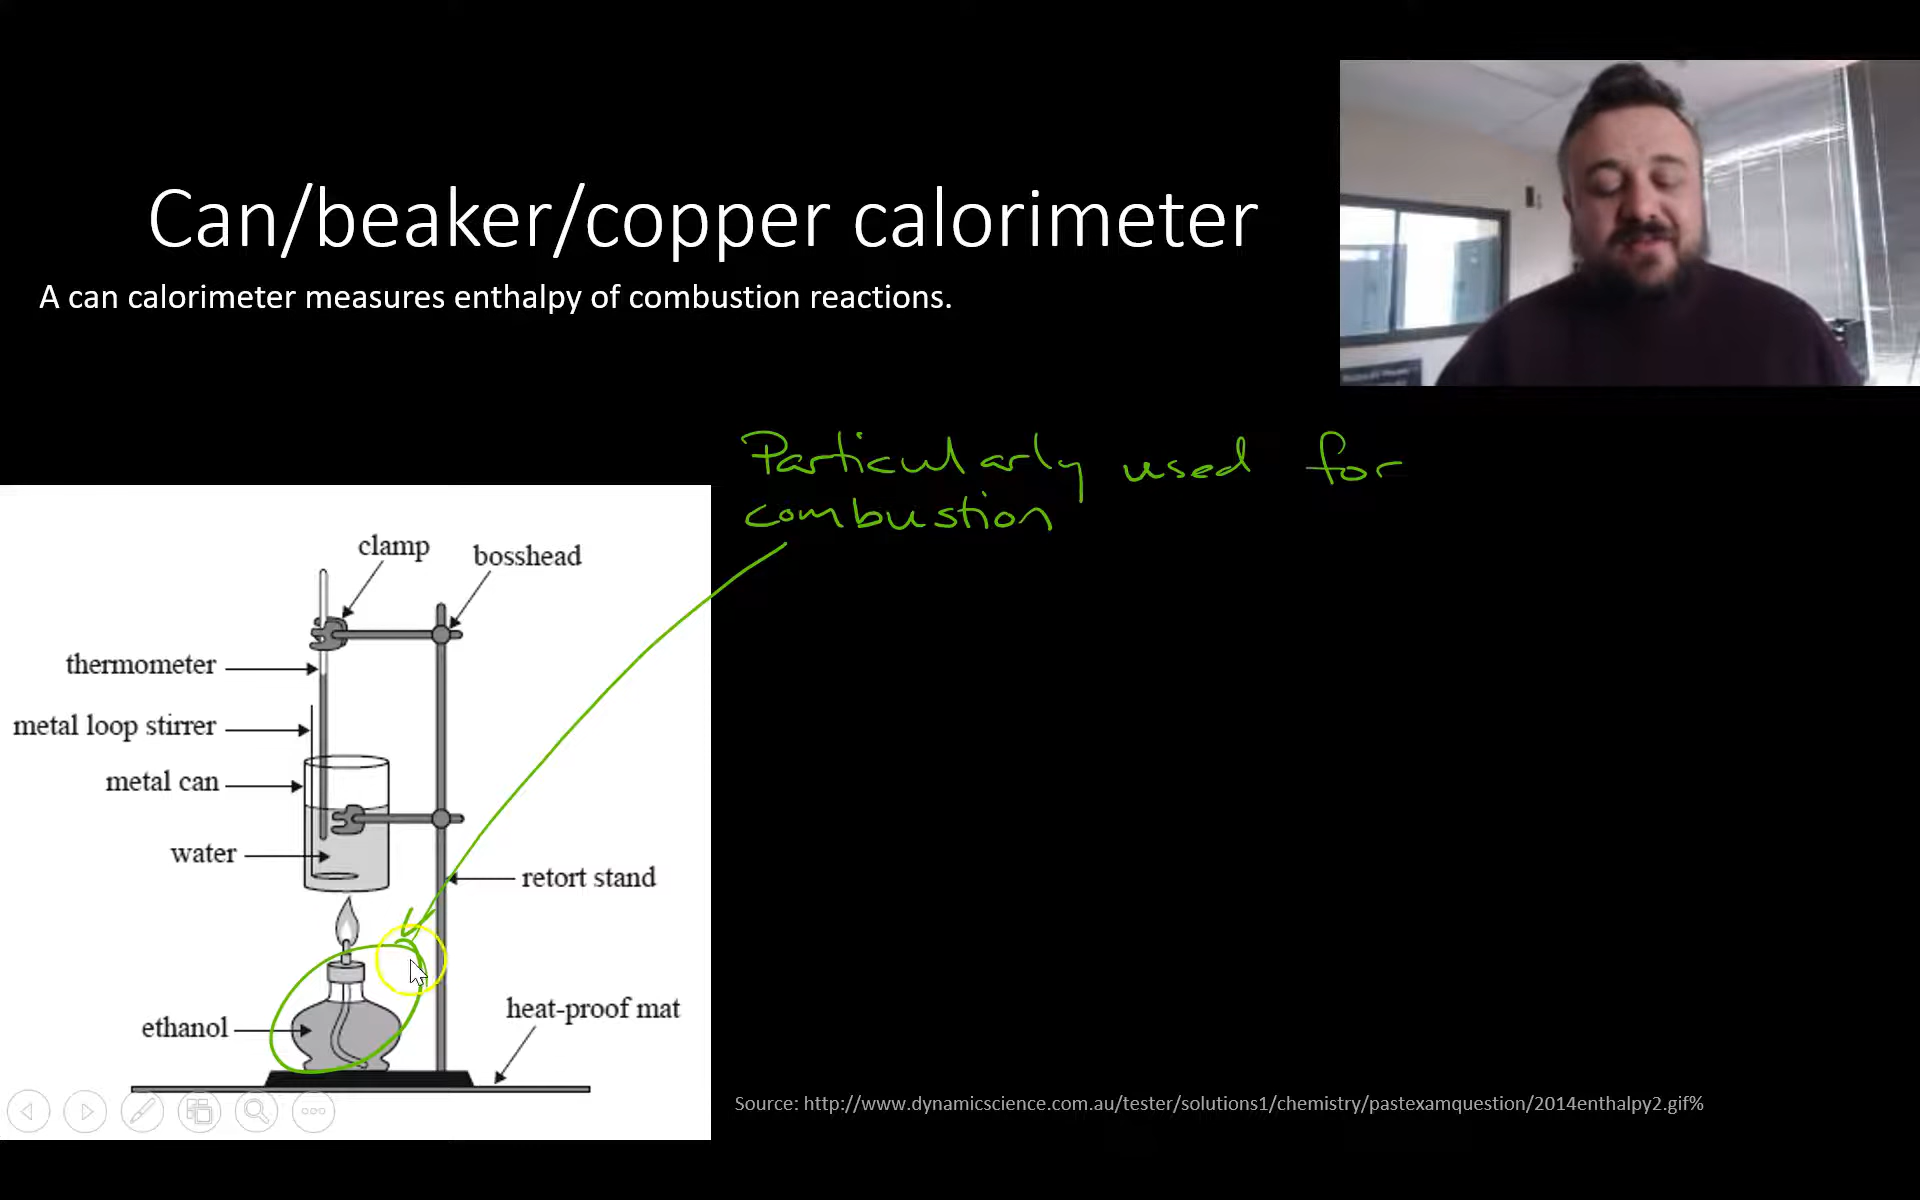 Can/beaker/copper calorimeter
A can calorimeter measures enthalpy of combustion reactions.
Particularly used for
combustion
clamp
bosshead
thermometer
metal loop stirrer
metal can
water
retort stand
ethanol
heat-proof mat
Source: http://www.dynamicscience.com.au/tester/solutions1/chemistry/pastexamquestion/2014enthalpy2.gif%